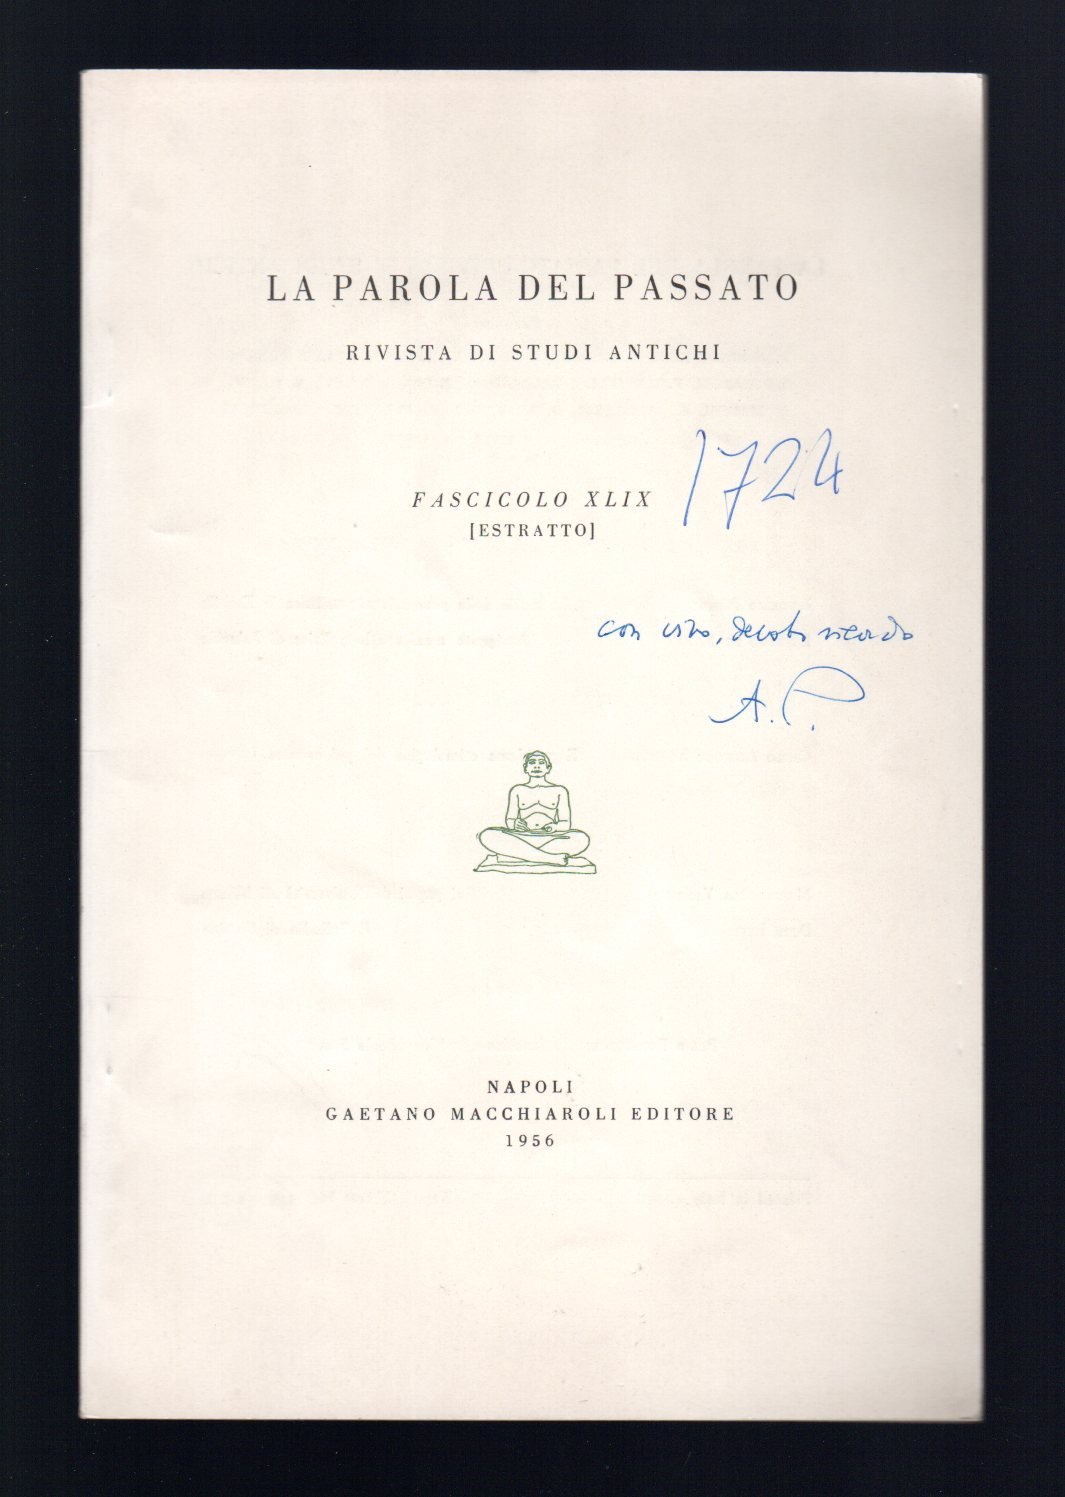 LA PAROLA DEL PASSATO
RIVISTA DI STUDI ANTICHI
1724
FASCICOLO XLIX
[ESTRATTO]
con vivo, devoto ricordo
A. P.
NAPOLI
GAETANO MACCHIAROLI EDITORE
1956